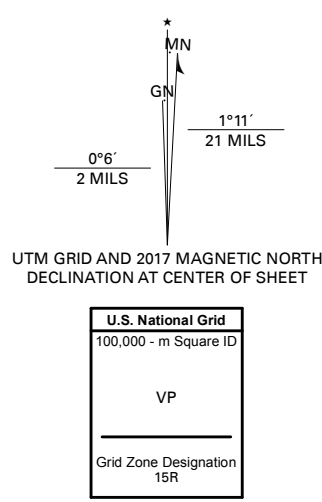 ★
MN
GN
1°11´
21 MILS
0°6´
2 MILS
UTM GRID AND 2017 MAGNETIC NORTH
DECLINATION AT CENTER OF SHEET
U.S. National Grid
100,000 - m Square ID
VP
Grid Zone Designation
15R